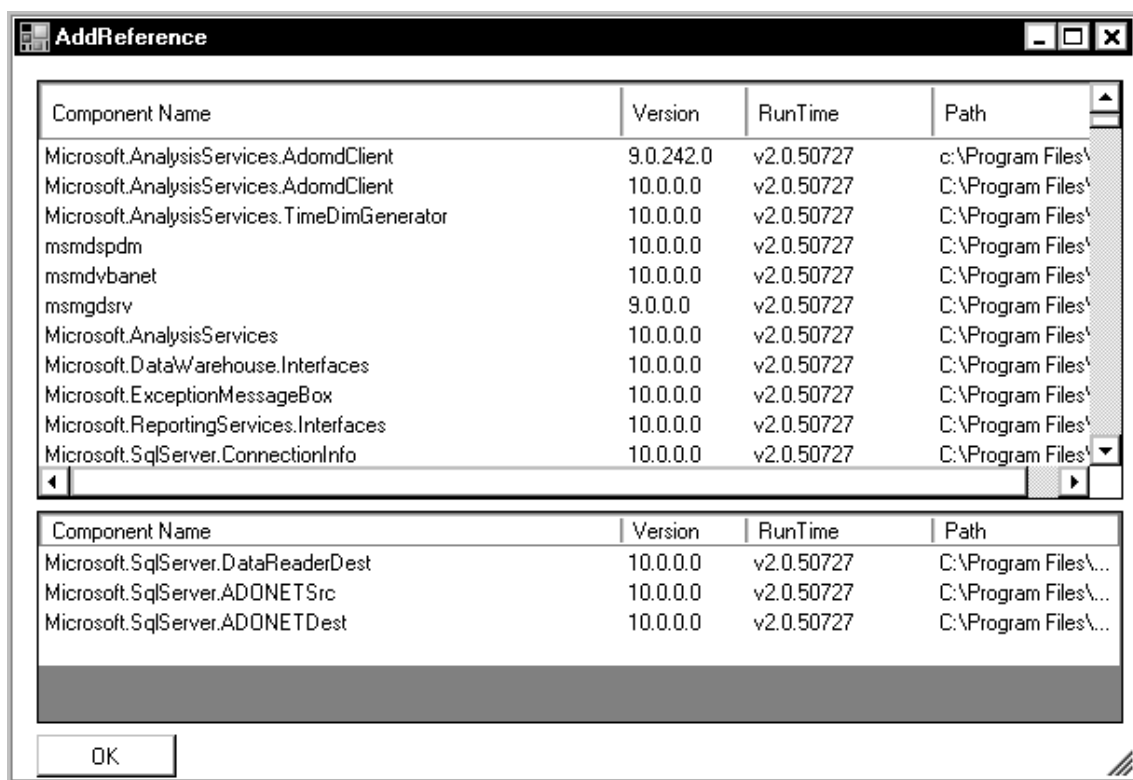 AddReference
Component Name Version RunTime Path
Microsoft.AnalysisServices.AdomdClient 9.0.242.0 v2.0.50727 c:\Program Files\
Microsoft.AnalysisServices.AdomdClient 10.0.0.0 v2.0.50727 C:\Program Files\
Microsoft.AnalysisServices.TimeDimGenerator 10.0.0.0 v2.0.50727 C:\Program Files\
msmdspdm 10.0.0.0 v2.0.50727 C:\Program Files\
msmdvbanet 10.0.0.0 v2.0.50727 C:\Program Files\
msmgdsrv 9.0.0.0 v2.0.50727 C:\Program Files\
Microsoft.AnalysisServices 10.0.0.0 v2.0.50727 C:\Program Files\
Microsoft.DataWarehouse.Interfaces 10.0.0.0 v2.0.50727 C:\Program Files\
Microsoft.ExceptionMessageBox 10.0.0.0 v2.0.50727 C:\Program Files\
Microsoft.ReportingServices.Interfaces 10.0.0.0 v2.0.50727 C:\Program Files\
Microsoft.SqlServer.ConnectionInfo 10.0.0.0 v2.0.50727 C:\Program Files\
Component Name Version RunTime Path
Microsoft.SqlServer.DataReaderDest 10.0.0.0 v2.0.50727 C:\Program Files\...
Microsoft.SqlServer.ADONETSrc 10.0.0.0 v2.0.50727 C:\Program Files\...
Microsoft.SqlServer.ADONETDest 10.0.0.0 v2.0.50727 C:\Program Files\...
OK